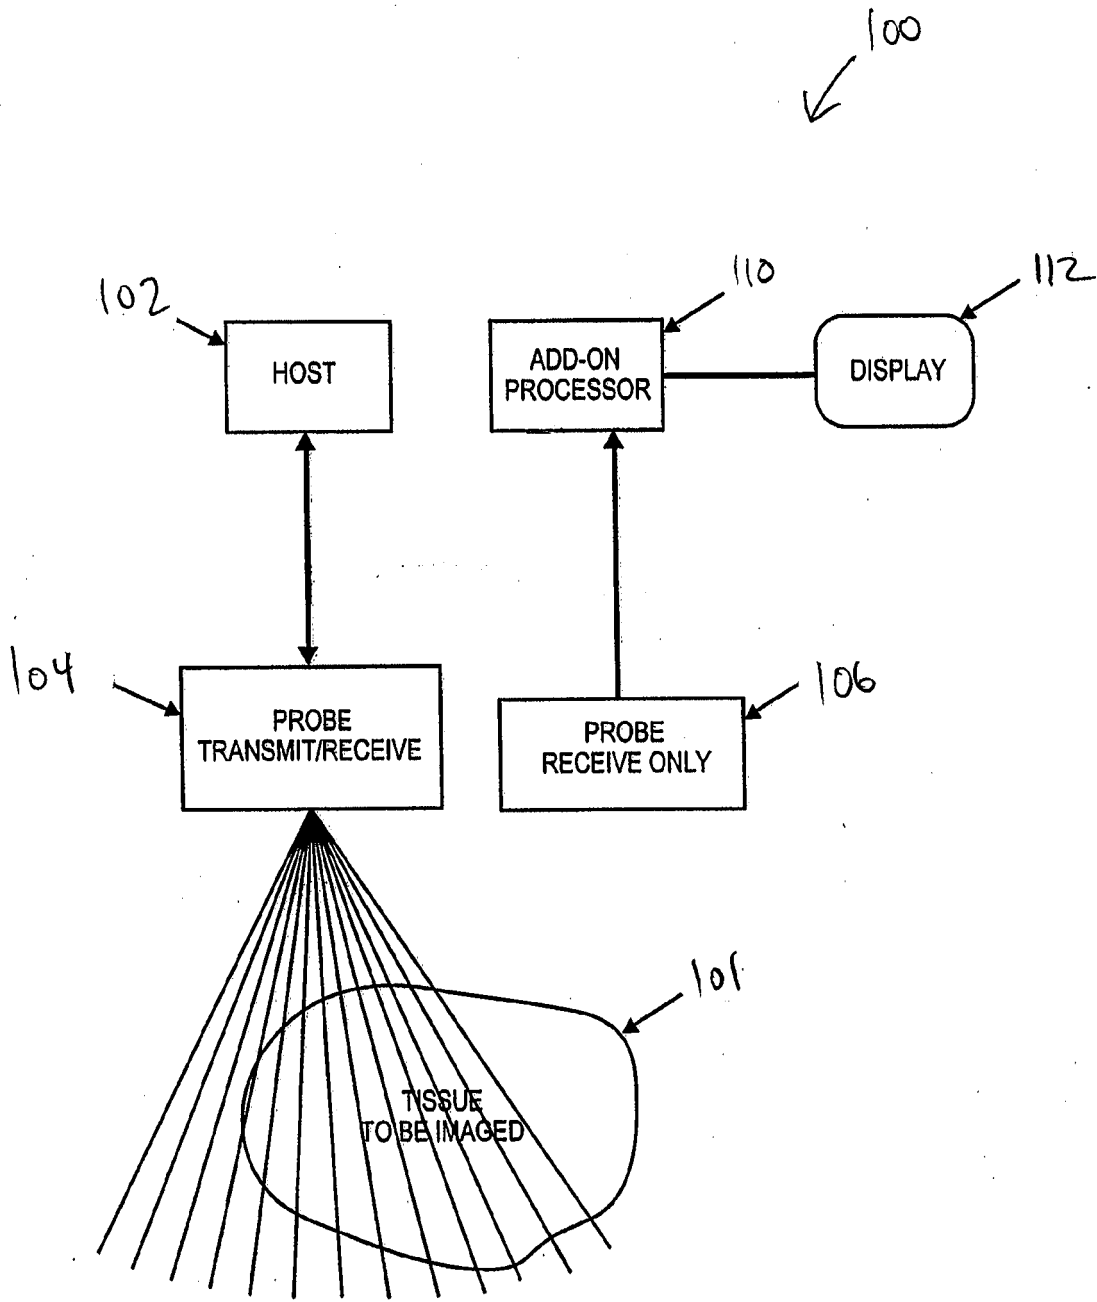 100
102
110
112
HOST
ADD-ON
PROCESSOR
DISPLAY
104
106
PROBE
TRANSMIT/RECEIVE
PROBE
RECEIVE ONLY
101
TISSUE
TO BE IMAGED